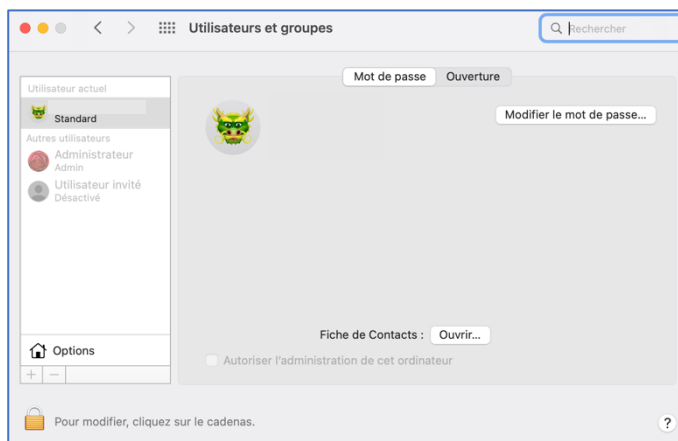 Utilisateurs et groupes
Rechercher
Mot de passe
Ouverture
Utilisateur actuel
Standard
Autres utilisateurs
Administrateur
Admin
Utilisateur invité
Désactivé
Modifier le mot de passe...
Fiche de Contacts :
Ouvrir...
Autoriser l'administration de cet ordinateur
Options
+ −
Pour modifier, cliquez sur le cadenas.
?